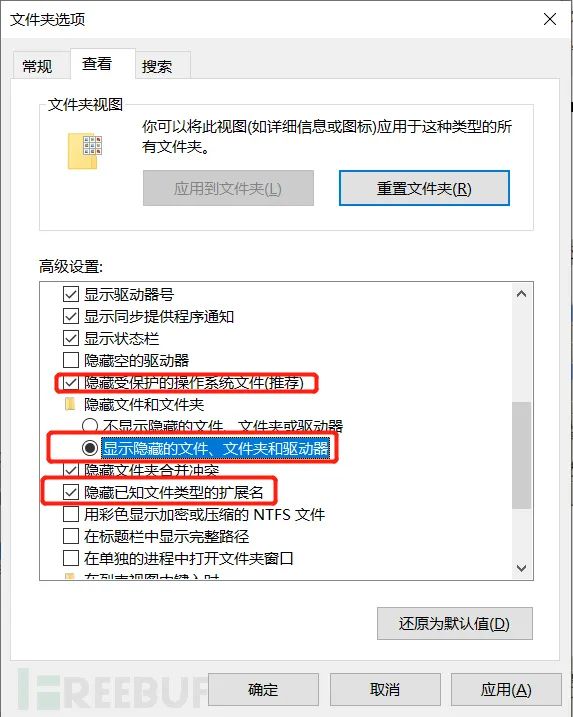 文件夹选项
常规
查看
搜索
文件夹视图
你可以将此视图(如详细信息或图标)应用于这种类型的所
有文件夹。
应用到文件夹(L)
重置文件夹(R)
高级设置:
显示驱动器号
显示同步提供程序通知
显示状态栏
隐藏空的驱动器
隐藏受保护的操作系统文件(推荐)
隐藏文件和文件夹
不显示隐藏的文件、文件夹或驱动器
显示隐藏的文件、文件夹和驱动器
隐藏文件夹合并冲突
隐藏已知文件类型的扩展名
用彩色显示加密或压缩的 NTFS 文件
在标题栏中显示完整路径
在单独的进程中打开文件夹窗口
在列表视图中键入时
还原为默认值(D)
FREEBUF
确定
取消
应用(A)